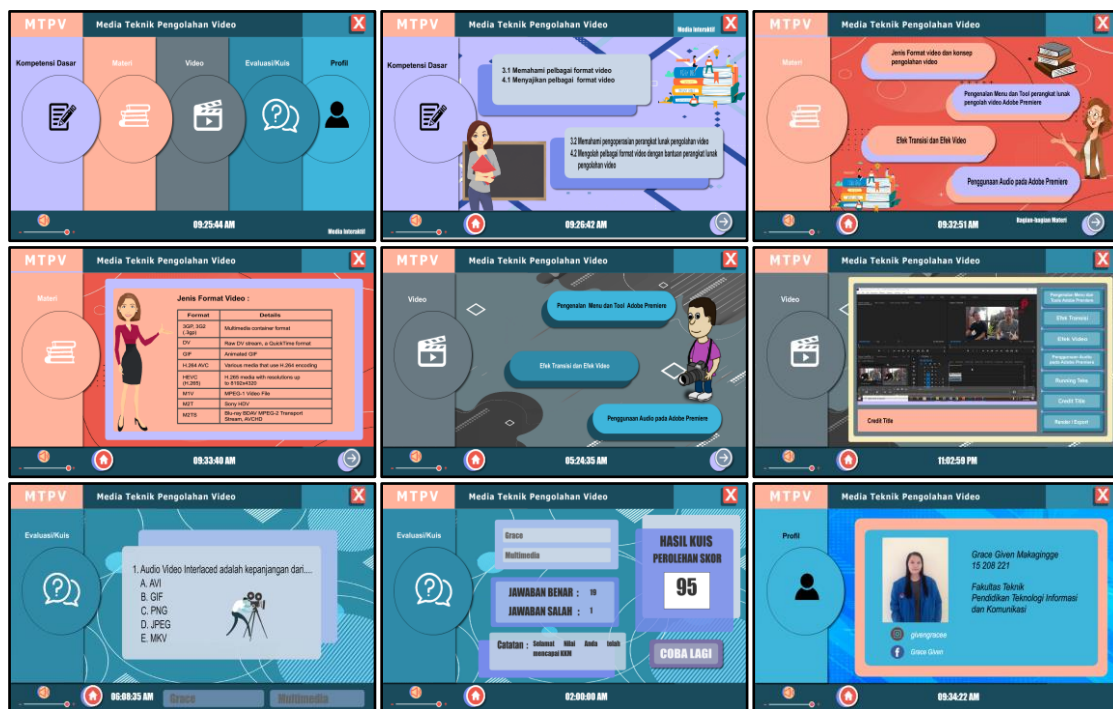 MTPV Media Teknik Pengolahan Video X
Kompetensi Dasar Materi Video Evaluasi/Kuis Profil
09:25:44 AM
Media Interaktif
MTPV Media Teknik Pengolahan Video X
Media Interaktif
Kompetensi Dasar
3.1 Memahami pelbagai format video
4.1 Menyajikan pelbagai format video
3.2 Memahami pengoperasian perangkat lunak pengolahan video
4.2 Mengolah pelbagai format video dengan bantuan perangkat lunak
pengolahan video
09:26:42 AM
MTPV Media Teknik Pengolahan Video X
Materi
Jenis Format video dan konsep
pengolahan video
Pengenalan Menu dan Tool perangkat lunak
pengolah video Adobe Premiere
Efek Transisi dan Efek Video
Penggunaan Audio pada Adobe Premiere
09:32:51 AM
Bagian-bagian Materi
MTPV Media Teknik Pengolahan Video X
Materi
Jenis Format Video :
Format Details
3GP, 3G2
(.3gp) Multimedia container format
DV Raw DV stream, a QuickTime format
GIF Animated GIF
H.264 AVC Various media that use H.264 encoding
HEVC
(H.265) H.265 media with resolutions up
to 8192x4320
M1V MPEG-1 Video File
M2T Sony HDV
M2TS Blu-ray BDAV MPEG-2 Transport
Stream, AVCHD
09:33:40 AM
MTPV Media Teknik Pengolahan Video X
Video
Pengenalan Menu dan Tool Adobe Premiere
Efek Transisi dan Efek Video
Penggunaan Audio pada Adobe Premiere
05:24:35 AM
MTPV Media Teknik Pengolahan Video X
Video
Pengenalan Menu dan
Tools Adobe Premiere
Efek Transisi
Efek Video
Penggunaan Audio
pada Adobe Premiere
Running Teks
Credit Title
Render / Export
Credit Title
11:02:59 PM
MTPV Media Teknik Pengolahan Video X
Evaluasi/Kuis
1. Audio Video Interlaced adalah kepanjangan dari....
A. AVI
B. GIF
C. PNG
D. JPEG
E. MKV
06:08:35 AM Grace Multimedia
MTPV Media Teknik Pengolahan Video X
Evaluasi/Kuis
Grace
Multimedia
JAWABAN BENAR : 19
JAWABAN SALAH : 1
Catatan : Selamat Nilai Anda telah
mencapai KKM
HASIL KUIS
PEROLEHAN SKOR
95
COBA LAGI
02:00:00 AM
MTPV Media Teknik Pengolahan Video X
Profil
Grace Given Makagingge
15 208 221
Fakultas Teknik
Pendidikan Teknologi Informasi
dan Komunikasi
givengracee
Grace Given
09:34:22 AM